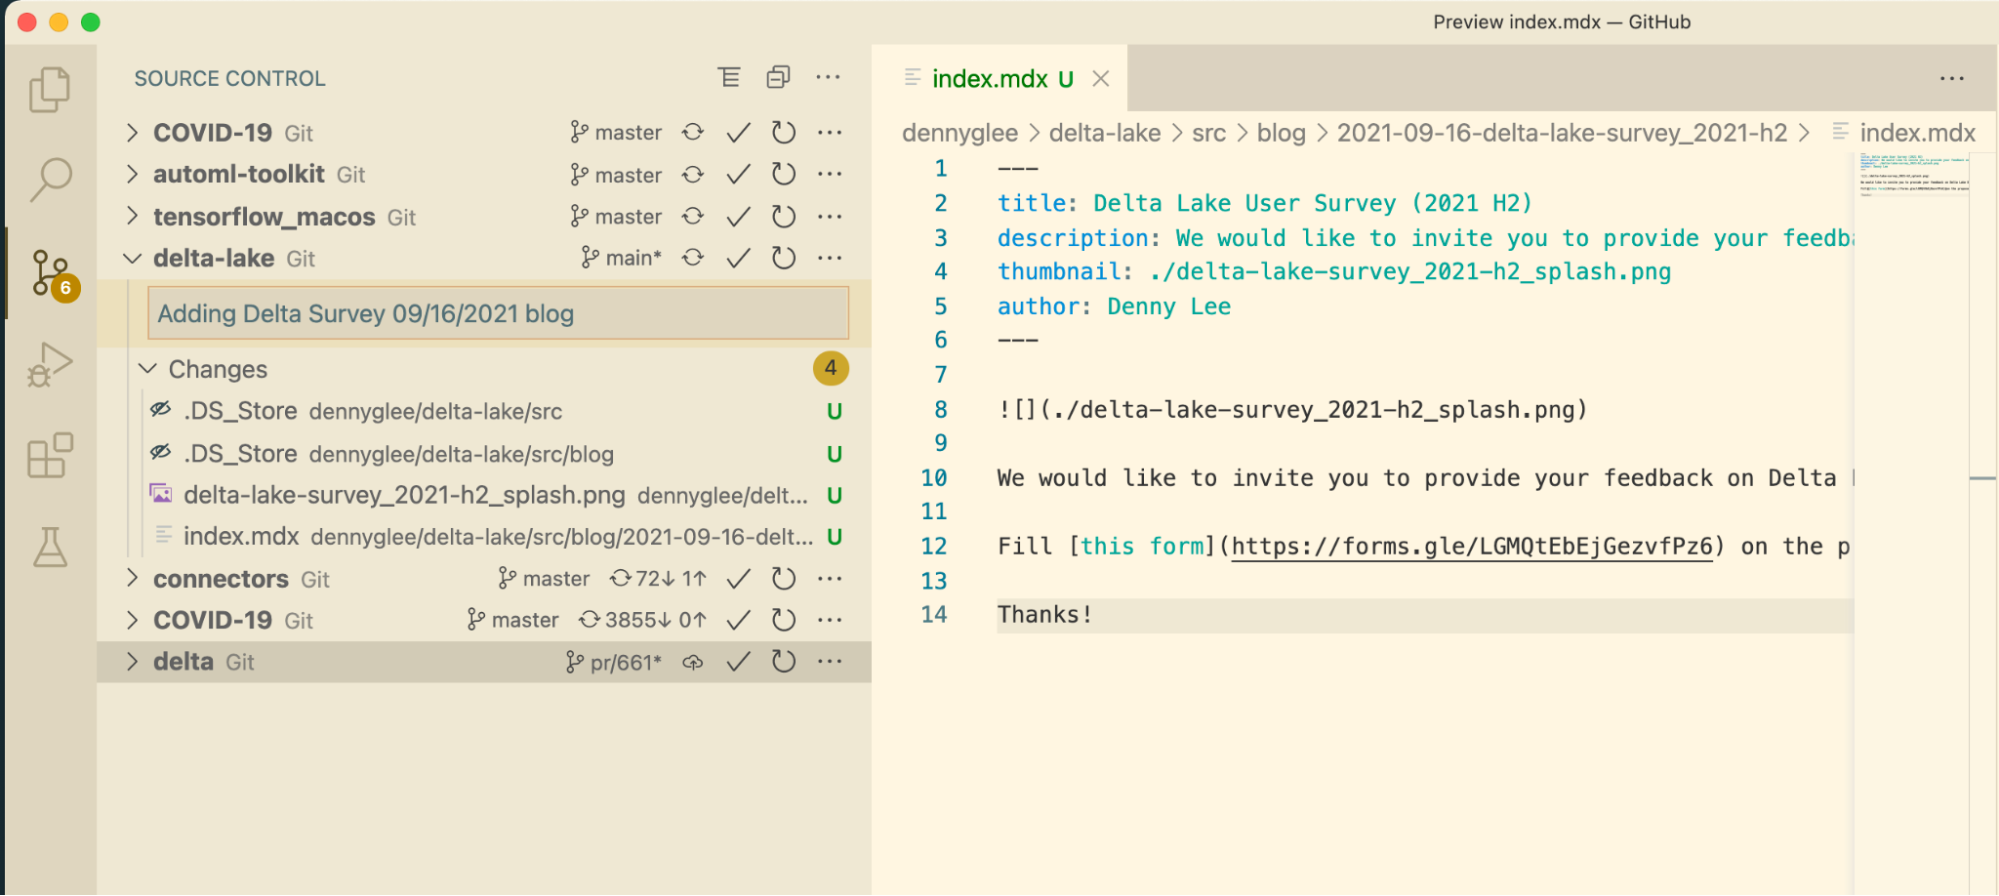 Preview index.mdx — GitHub
SOURCE CONTROL
COVID-19 Git master
automl-toolkit Git master
tensorflow_macos Git master
delta-lake Git main*
6
Adding Delta Survey 09/16/2021 blog
Changes 4
.DS_Store dennyglee/delta-lake/src U
.DS_Store dennyglee/delta-lake/src/blog U
delta-lake-survey_2021-h2_splash.png dennyglee/delt... U
index.mdx dennyglee/delta-lake/src/blog/2021-09-16-delt... U
connectors Git master 72↓ 1↑
COVID-19 Git master 3855↓ 0↑
delta Git pr/661*
index.mdx U
dennyglee > delta-lake > src > blog > 2021-09-16-delta-lake-survey_2021-h2 > index.mdx
1 ---
2 title: Delta Lake User Survey (2021 H2)
3 description: We would like to invite you to provide your feedba
4 thumbnail: ./delta-lake-survey_2021-h2_splash.png
5 author: Denny Lee
6 ---
7
8 ![](./delta-lake-survey_2021-h2_splash.png)
9
10 We would like to invite you to provide your feedback on Delta
11
12 Fill [this form](https://forms.gle/LGMQtEbEjGezvfPz6) on the p
13
14 Thanks!